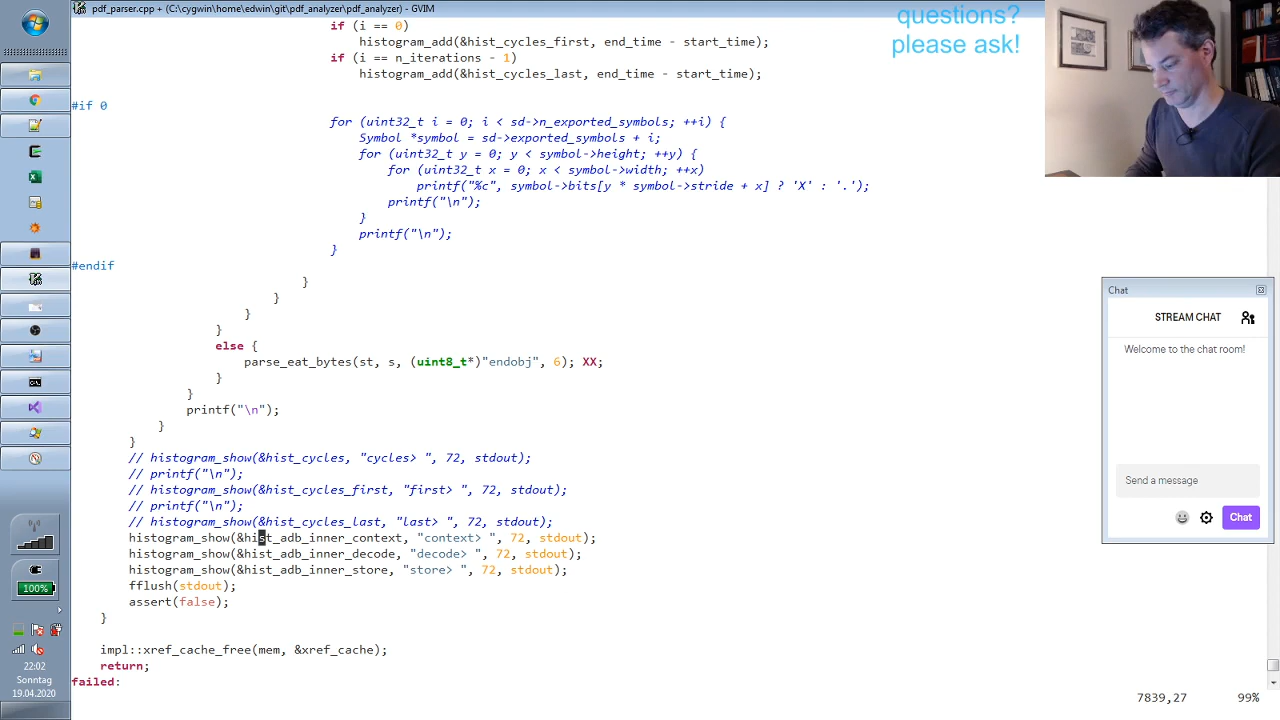 pdf_parser.cpp + (C:\cygwin\home\edwin\git\pdf_analyzer\pdf_analyzer) - GVIM
questions?
please ask!
if (i == 0)
histogram_add(&hist_cycles_first, end_time - start_time);
if (i == n_iterations - 1)
histogram_add(&hist_cycles_last, end_time - start_time);
#if 0
for (uint32_t i = 0; i < sd->n_exported_symbols; ++i) {
Symbol *symbol = sd->exported_symbols + i;
for (uint32_t y = 0; y < symbol->height; ++y) {
for (uint32_t x = 0; x < symbol->width; ++x)
printf("%c", symbol->bits[y * symbol->stride + x] ? 'X' : '.');
printf("\n");
}
printf("\n");
}
#endif
}
}
}
}
else {
parse_eat_bytes(st, s, (uint8_t*)"endobj", 6); XX;
}
}
printf("\n");
}
}
// histogram_show(&hist_cycles, "cycles> ", 72, stdout);
// printf("\n");
// histogram_show(&hist_cycles_first, "first> ", 72, stdout);
// printf("\n");
// histogram_show(&hist_cycles_last, "last> ", 72, stdout);
histogram_show(&hist_adb_inner_context, "context> ", 72, stdout);
histogram_show(&hist_adb_inner_decode, "decode> ", 72, stdout);
histogram_show(&hist_adb_inner_store, "store> ", 72, stdout);
fflush(stdout);
assert(false);
}
impl::xref_cache_free(mem, &xref_cache);
return;
failed:
7839,27 99%
Chat
STREAM CHAT
Welcome to the chat room!
Send a message
Chat
100%
22:02
Sonntag
19.04.2020